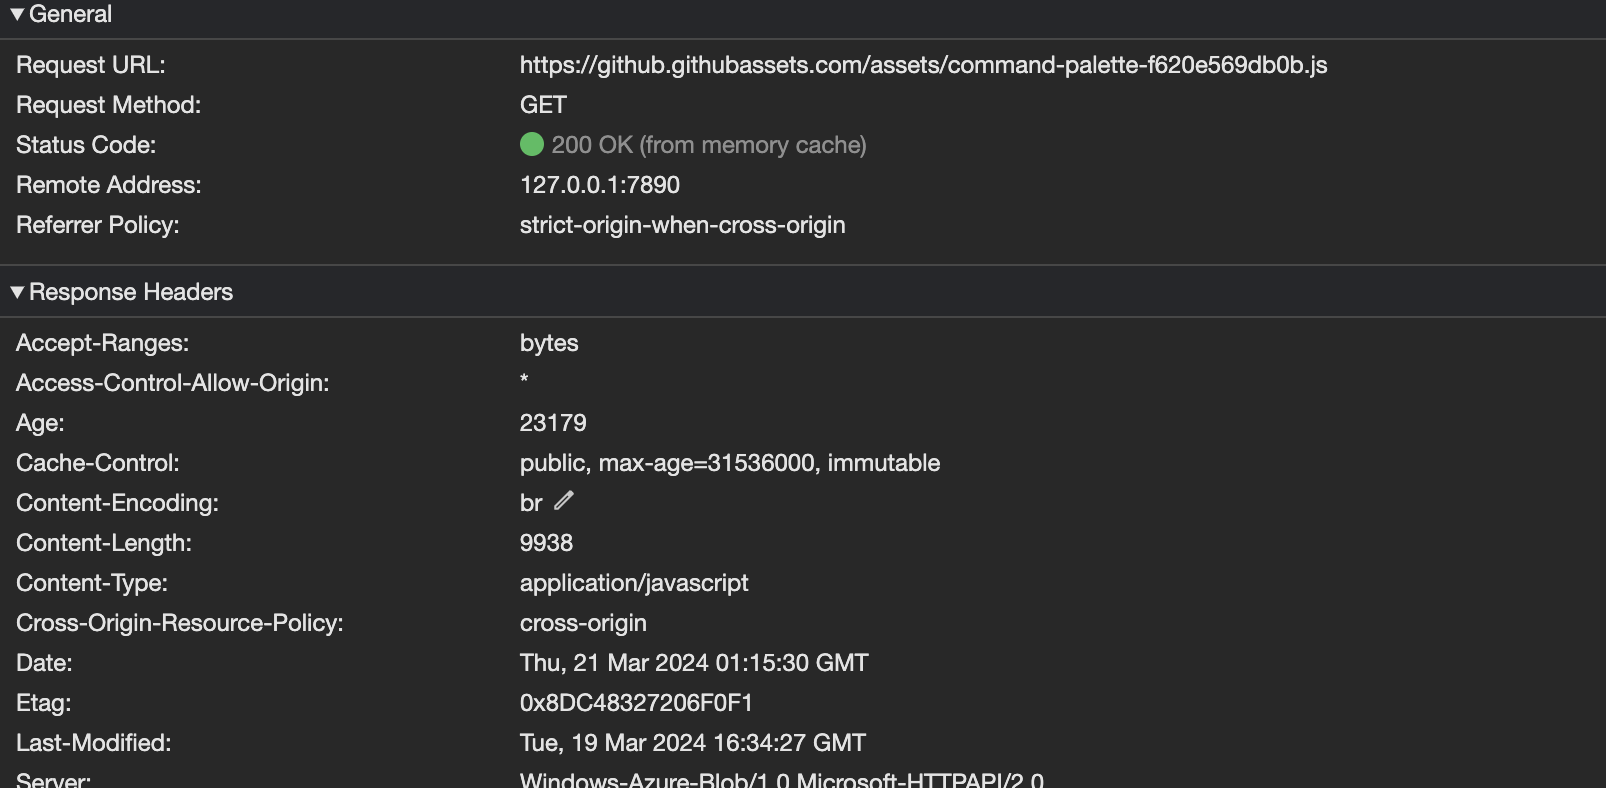 General
Request URL: https://github.githubassets.com/assets/command-palette-f620e569db0b.js
Request Method: GET
Status Code: 200 OK (from memory cache)
Remote Address: 127.0.0.1:7890
Referrer Policy: strict-origin-when-cross-origin
Response Headers
Accept-Ranges: bytes
Access-Control-Allow-Origin: *
Age: 23179
Cache-Control: public, max-age=31536000, immutable
Content-Encoding: br
Content-Length: 9938
Content-Type: application/javascript
Cross-Origin-Resource-Policy: cross-origin
Date: Thu, 21 Mar 2024 01:15:30 GMT
Etag: 0x8DC48327206F0F1
Last-Modified: Tue, 19 Mar 2024 16:34:27 GMT
Server: Windows-Azure-Blob/1.0 Microsoft-HTTPAPI/2.0